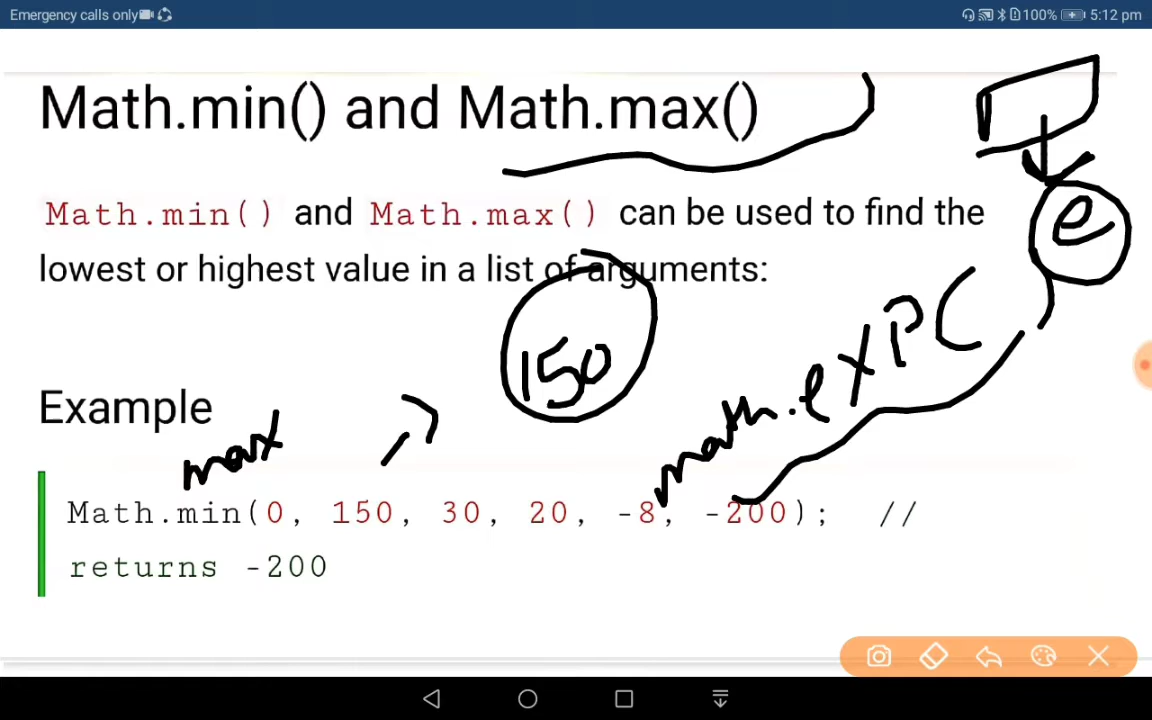 Emergency calls only 100% 5:12 pm
Math.min() and Math.max()
Math.min() and Math.max() can be used to find the
lowest or highest value in a list of arguments:
e
150
math.exp(
Example
max
Math.min(0, 150, 30, 20, -8, -200); //
returns -200